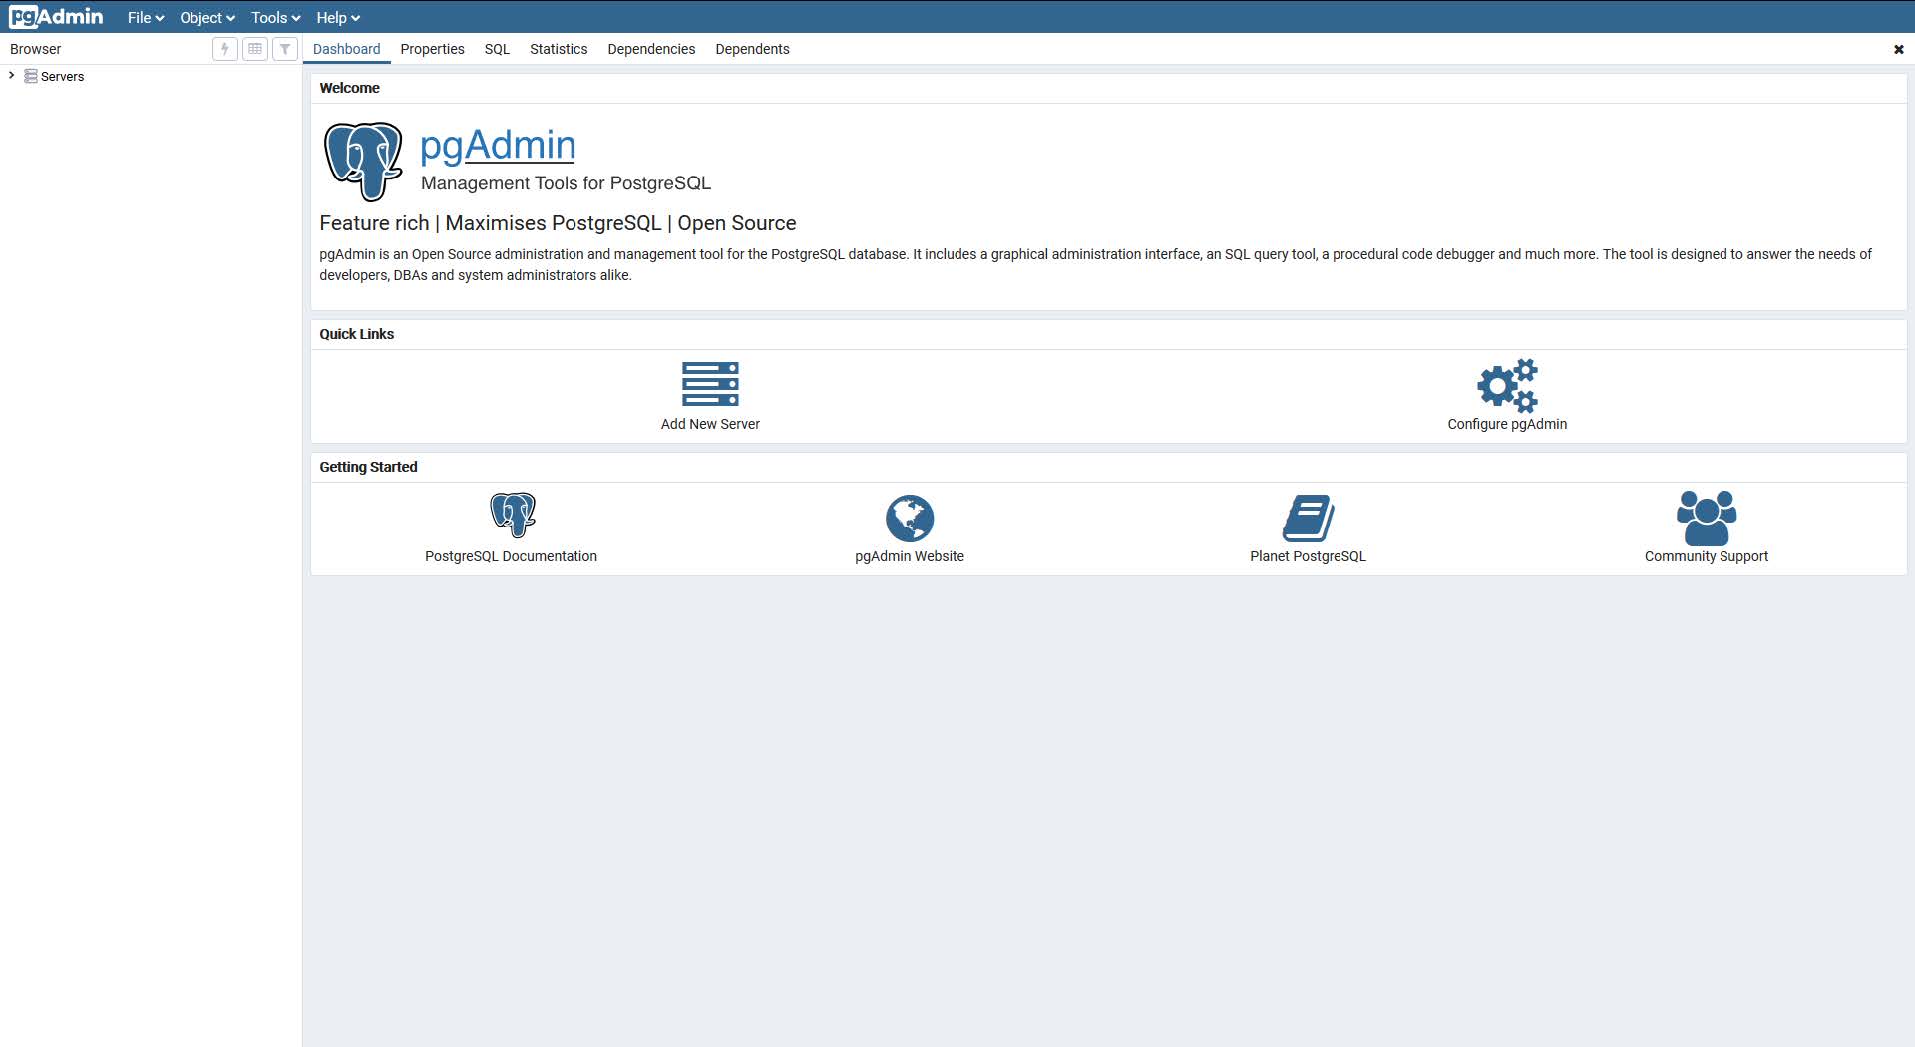 pgAdmin File Object Tools Help
Browser Dashboard Properties SQL Statistics Dependencies Dependents
Servers
Welcome
pgAdmin
Management Tools for PostgreSQL
Feature rich | Maximises PostgreSQL | Open Source
pgAdmin is an Open Source administration and management tool for the PostgreSQL database. It includes a graphical administration interface, an SQL query tool, a procedural code debugger and much more. The tool is designed to answer the needs of
developers, DBAs and system administrators alike.
Quick Links
Add New Server Configure pgAdmin
Getting Started
PostgreSQL Documentation pgAdmin Website Planet PostgreSQL Community Support